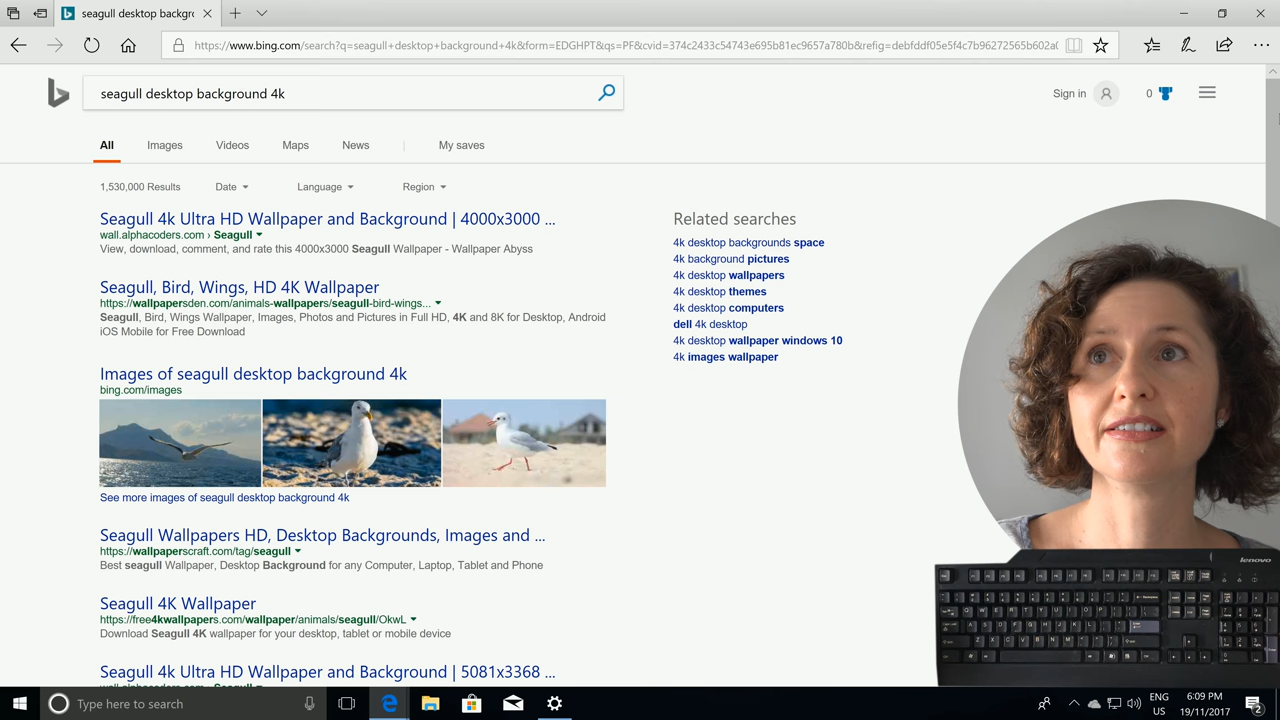 seagull desktop backgro
https://www.bing.com/search?q=seagull+desktop+background+4k&form=EDGHPT&qs=PF&cvid=374c2433c54743e695b81ec9657a780b&refig=debfddf05e5f4c7b96272565b602a0
seagull desktop background 4k
Sign in
0
All Images Videos Maps News My saves
1,530,000 Results Date Language Region
Seagull 4k Ultra HD Wallpaper and Background | 4000x3000 ...
wall.alphacoders.com › Seagull
View, download, comment, and rate this 4000x3000 Seagull Wallpaper - Wallpaper Abyss
Seagull, Bird, Wings, HD 4K Wallpaper
https://wallpapersden.com/animals-wallpapers/seagull-bird-wings...
Seagull, Bird, Wings Wallpaper, Images, Photos and Pictures in Full HD, 4K and 8K for Desktop, Android
iOS Mobile for Free Download
Images of seagull desktop background 4k
bing.com/images
See more images of seagull desktop background 4k
Seagull Wallpapers HD, Desktop Backgrounds, Images and ...
https://wallpaperscraft.com/tag/seagull
Best seagull Wallpaper, Desktop Background for any Computer, Laptop, Tablet and Phone
Seagull 4K Wallpaper
https://free4kwallpapers.com/wallpaper/animals/seagull/OkwL
Download Seagull 4K wallpaper for your desktop, tablet or mobile device
Seagull 4k Ultra HD Wallpaper and Background | 5081x3368 ...
Related searches
4k desktop backgrounds space
4k background pictures
4k desktop wallpapers
4k desktop themes
4k desktop computers
dell 4k desktop
4k desktop wallpaper windows 10
4k images wallpaper
lenovo
Type here to search
ENG
US
6:09 PM
19/11/2017
2